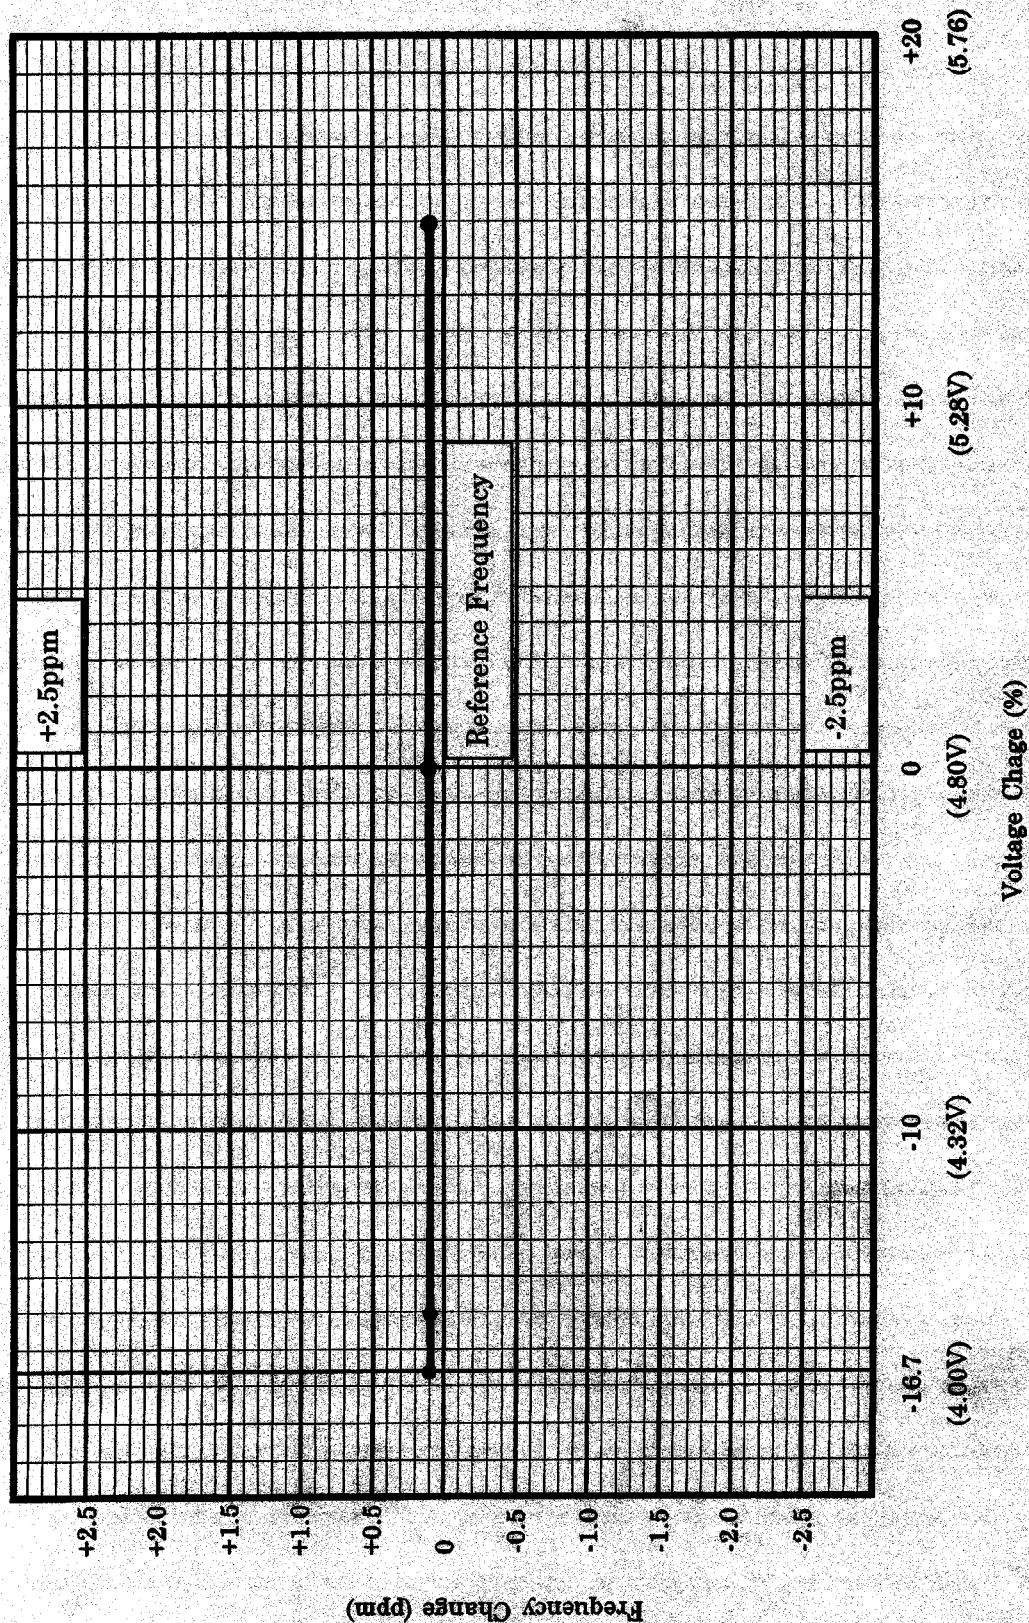 Frequency Change (ppm)
+2.5
+2.0
+1.5
+1.0
+0.5
0
-0.5
-1.0
-1.5
-2.0
-2.5
+2.5ppm
Reference Frequency
-2.5ppm
-16.7 -10 0 +10 +20
(4.00V) (4.32V) (4.80V) (5.28V) (5.76)
Voltage Chage (%)